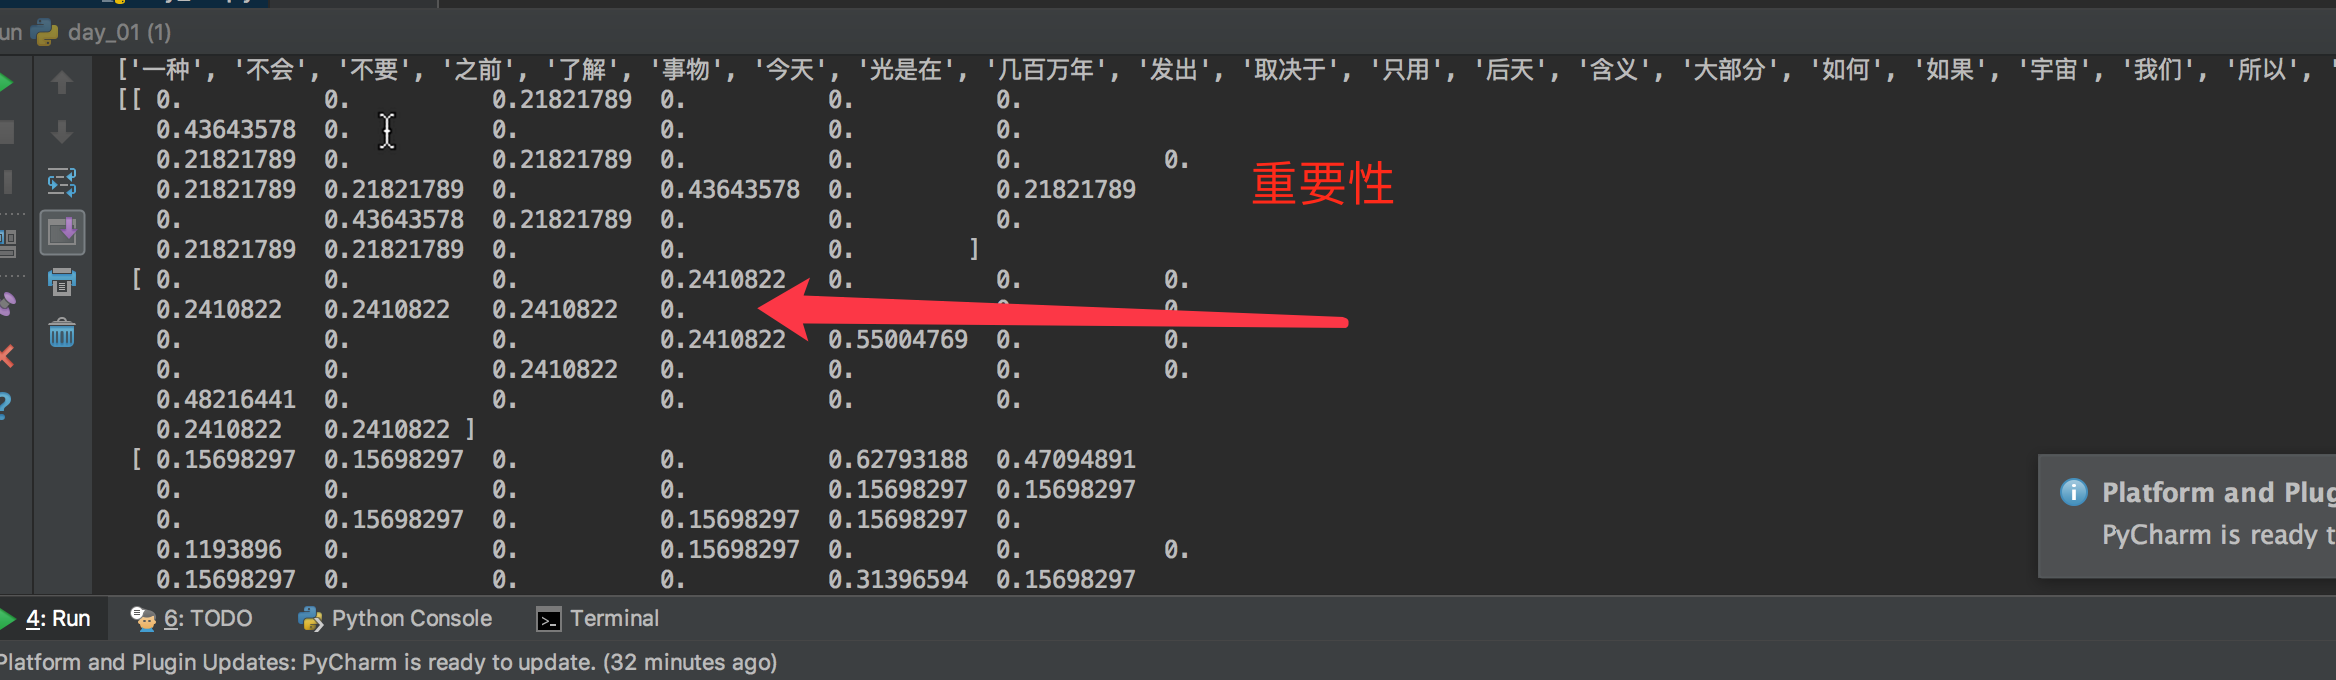 day_01 (1)
['一种', '不会', '不要', '之前', '了解', '事物', '今天', '光是在', '几百万年', '发出', '取决于', '只用', '后天', '含义', '大部分', '如何', '如果', '宇宙', '我们', '所以', '
[[ 0. 0. 0.21821789 0. 0. 0.
0.43643578 0. 0. 0. 0. 0.
0.21821789 0. 0.21821789 0. 0. 0. 0.
0.21821789 0.21821789 0. 0.43643578 0. 0.21821789
重要性
0. 0.43643578 0.21821789 0. 0. 0.
0.21821789 0.21821789 0. 0. 0. ]
[ 0. 0. 0. 0.2410822 0. 0. 0.
0.2410822 0.2410822 0.2410822 0.
0. 0. 0. 0.2410822 0.55004769 0. 0.
0. 0. 0.2410822 0. 0. 0. 0.
0.48216441 0. 0. 0. 0. 0.
0.2410822 0.2410822 ]
[ 0.15698297 0.15698297 0. 0. 0.62793188 0.47094891
0. 0. 0. 0. 0.15698297 0.15698297
0. 0.15698297 0. 0.15698297 0.15698297 0.
0.1193896 0. 0. 0.15698297 0. 0. 0.
0.15698297 0. 0. 0. 0.31396594 0.15698297
Platform and
PyCharm is ready
4: Run 6: TODO Python Console Terminal
Platform and Plugin Updates: PyCharm is ready to update. (32 minutes ago)